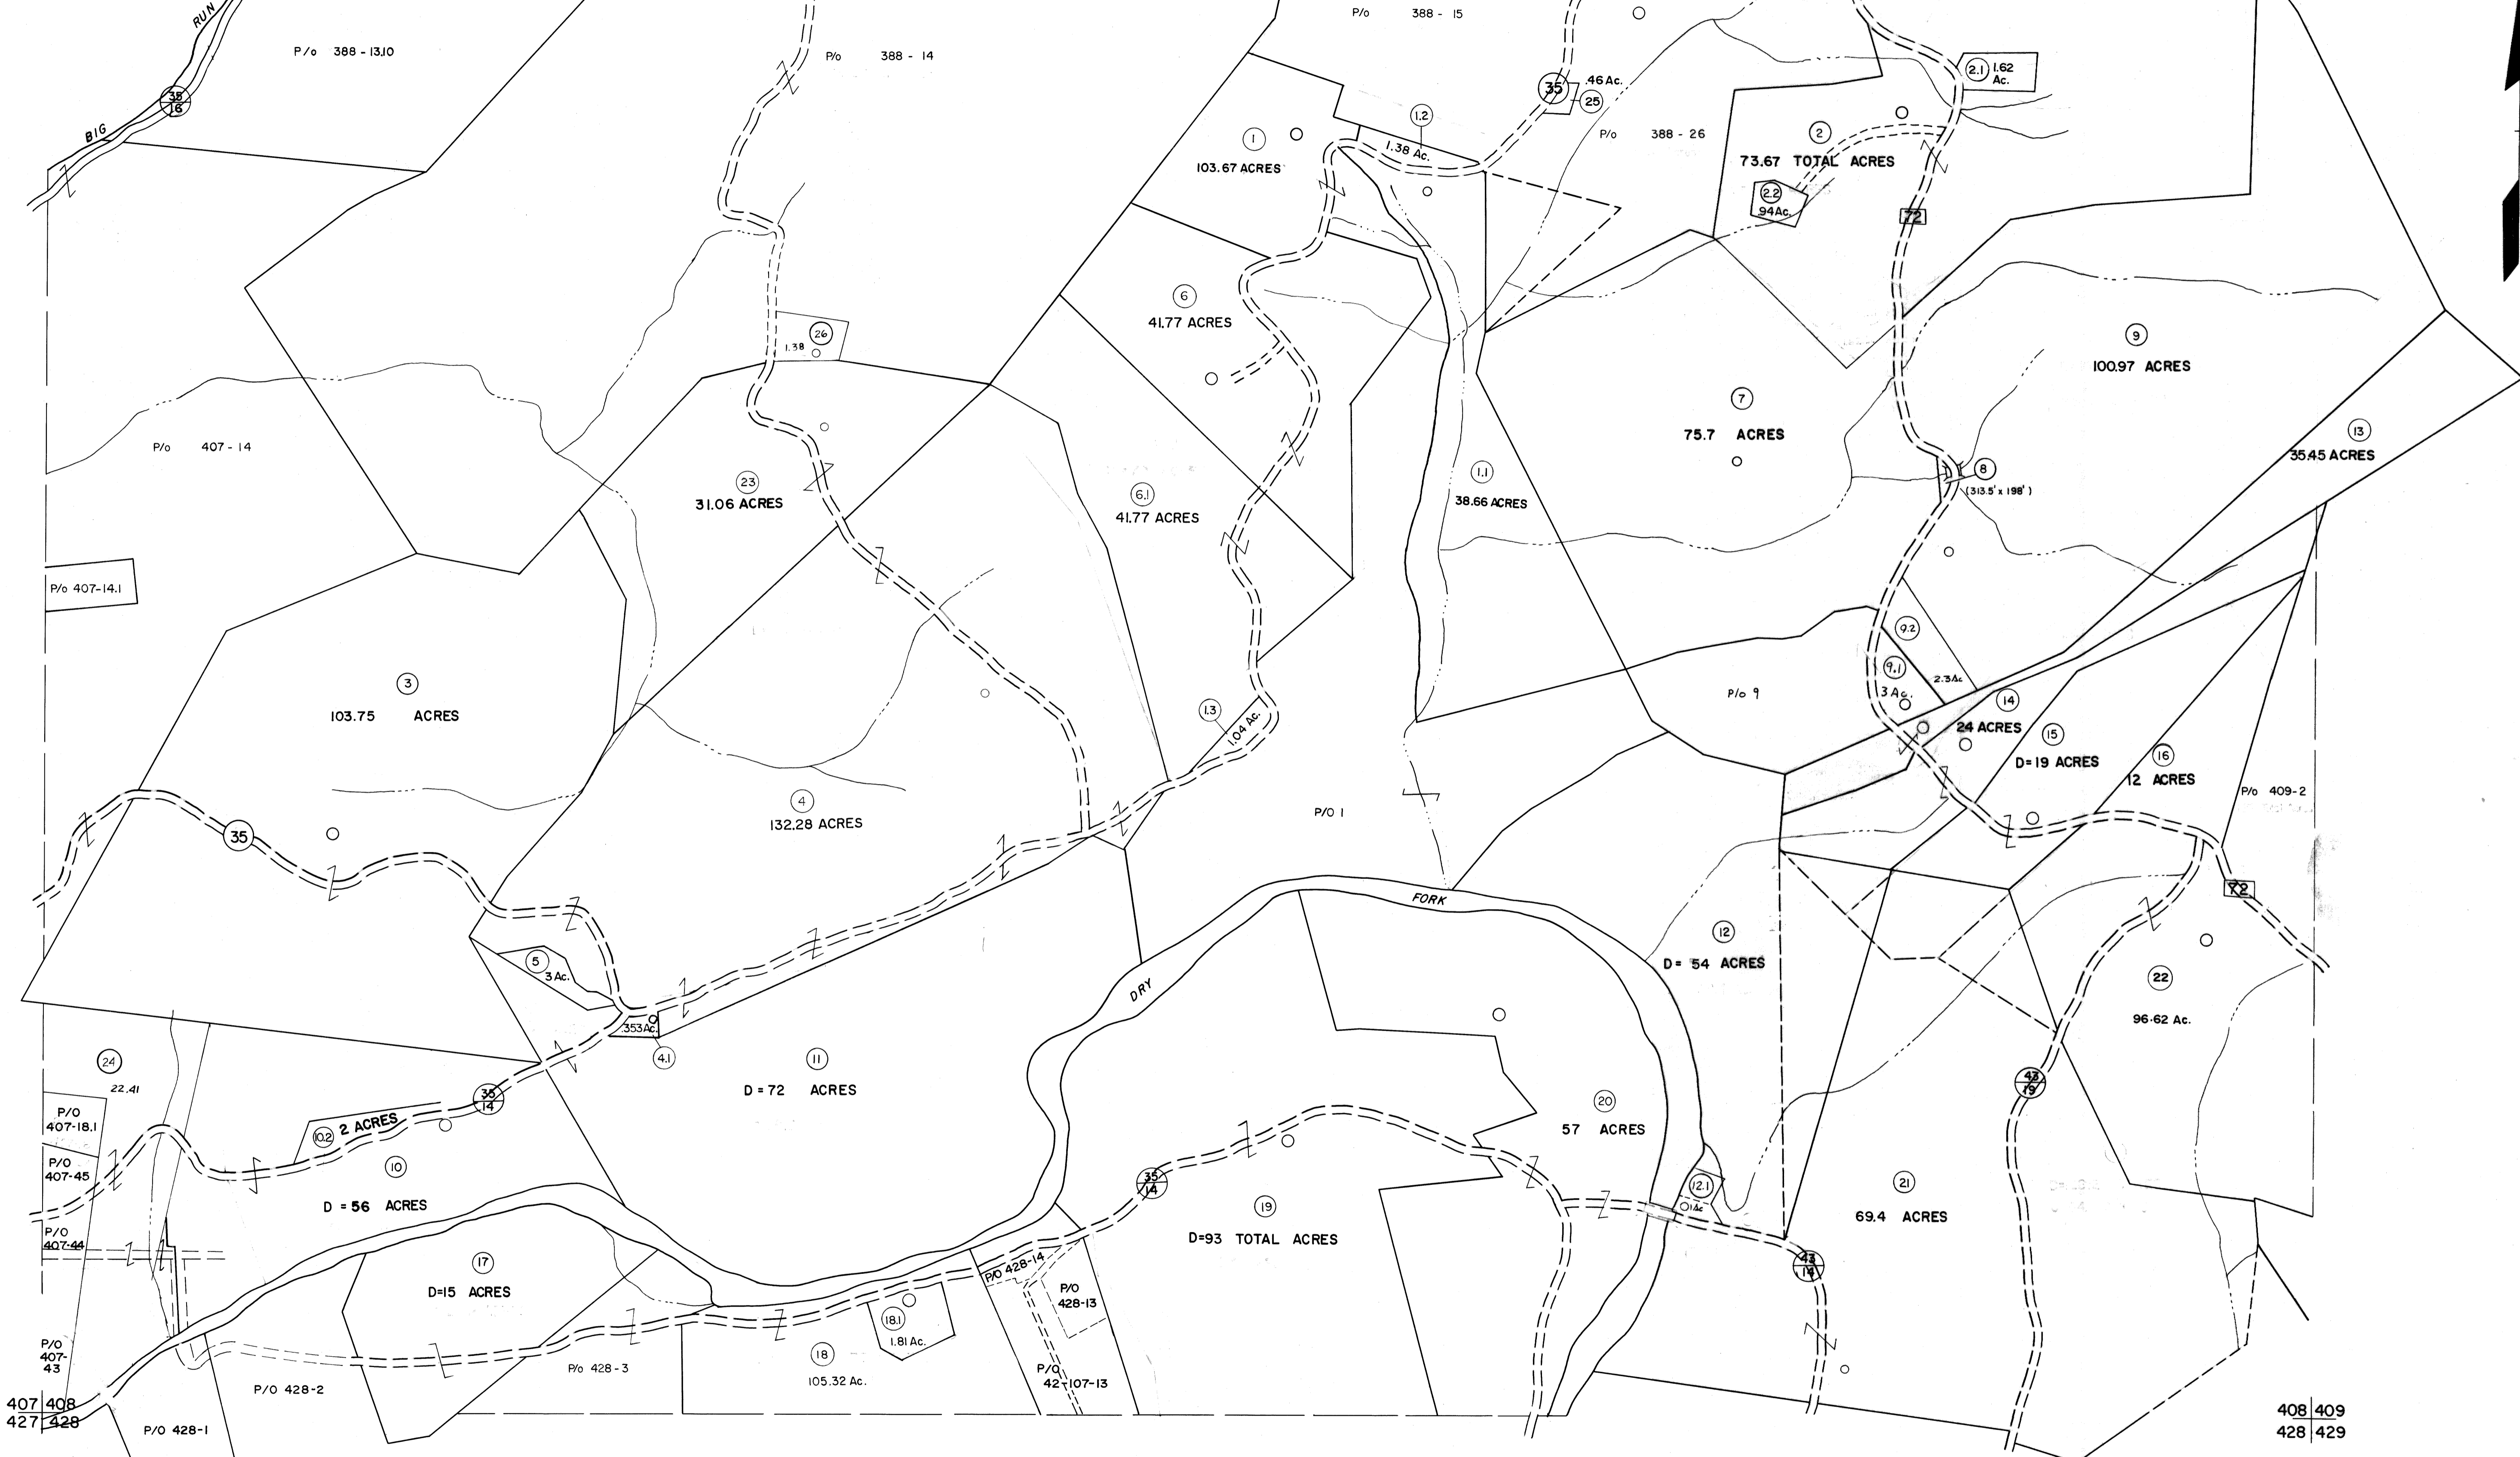 RUN
BIG
35
16
P/o 388-13.10
P/o 388 - 14
P/o 388 - 15
35
.46 Ac.
25
1.2
1.38 Ac.
1
103.67 ACRES
P/o 388 - 26
2.1
1.62
Ac.
2
73.67 TOTAL ACRES
2.2
.94Ac.
72
6
41.77 ACRES
26
1.38
9
100.97 ACRES
7
75.7 ACRES
13
35.45 ACRES
P/o 407 - 14
23
31.06 ACRES
6.1
41.77 ACRES
1.1
38.66 ACRES
8
(313.5' x 198')
P/o 407-14.1
9.2
9.1
3 Ac.
2.3 Ac
P/o 9
3
103.75 ACRES
1.3
1.04 Ac.
14
24 ACRES
15
D=19 ACRES
16
12 ACRES
P/o 409-2
4
132.28 ACRES
P/O 1
35
72
FORK
DRY
12
D= 54 ACRES
5
3 Ac.
22
96.62 Ac.
.353 Ac.
4.1
24
22.41
11
D = 72 ACRES
35
14
43
19
P/O
407-18.1
10.2
2 ACRES
20
57 ACRES
P/O
407-45
10
D = 56 ACRES
35
14
19
D=93 TOTAL ACRES
12.1
1 Ac
21
69.4 ACRES
P/O
407-44
17
D=15 ACRES
P/O 428-14
P/O
428-13
43
14
18.1
1.81 Ac.
P/O
407-
43
18
105.32 Ac.
P/o 428-3
P/O
42-107-13
P/O 428-2
P/O 428-1
407 408
427 428
408 409
428 429